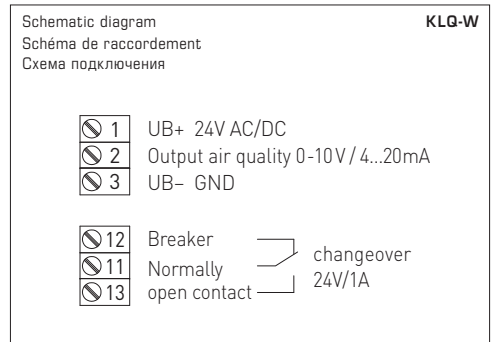 Schematic diagram KLQ-W
Schéma de raccordement
Схема подключения
1 UB+ 24V AC/DC
2 Output air quality 0-10V / 4...20mA
3 UB– GND
12 Breaker
11 Normally
13 open contact
changeover
24V/1A